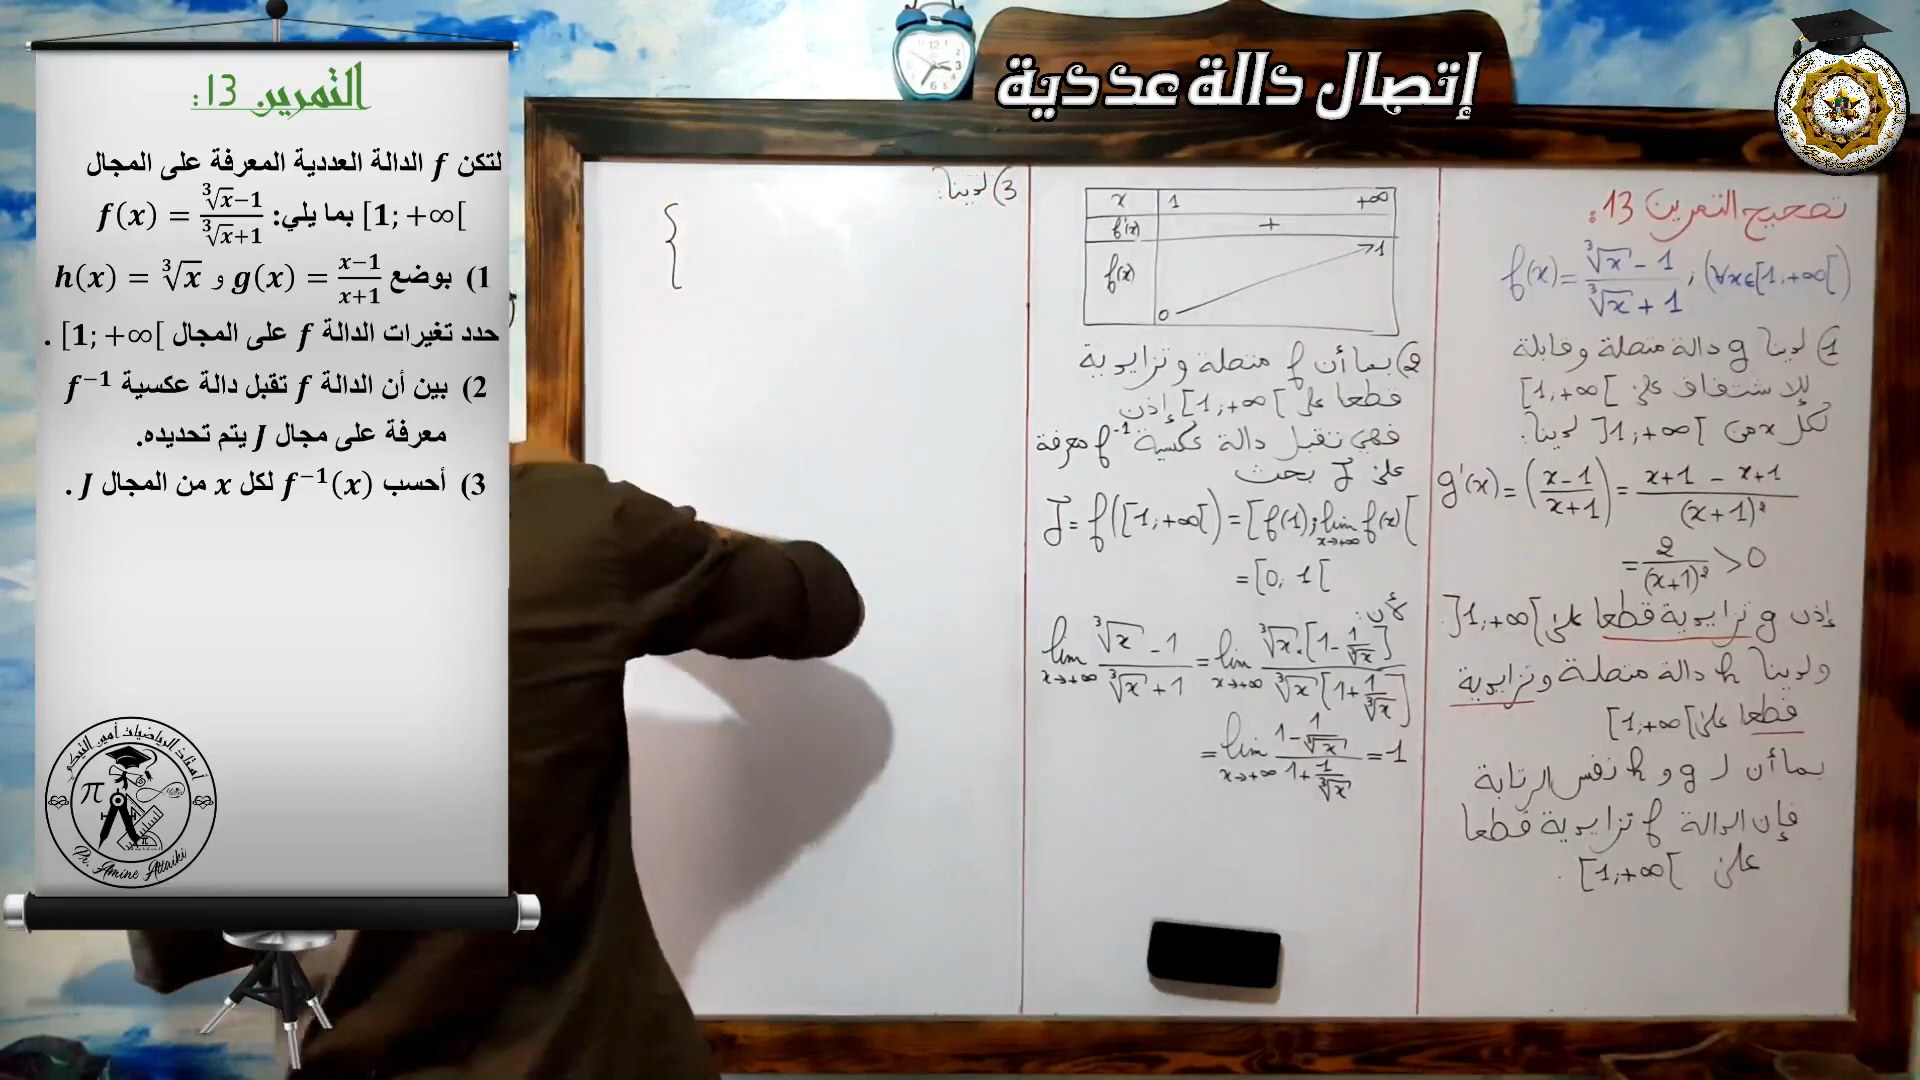 إتصال دالة عددية
التمرين 13:
لتكن f الدالة العددية المعرفة على المجال
[1; +∞[ بما يلي: f(x) = (∛x−1)/(∛x+1)
1) بوضع g(x) = (x−1)/(x+1) و h(x) = ∛x
حدد تغيرات الدالة f على المجال [1; +∞[ .
2) بين أن الدالة f تقبل دالة عكسية f⁻¹
معرفة على مجال J يتم تحديده.
3) أحسب f⁻¹(x) لكل x من المجال J .
أستاذ الرياضيات أمين التيكي
π
Pr. Amine Attaiki
تصحيح التمرين 13:
f(x) = (∛x - 1)/(∛x + 1) ; (∀x∈[1,+∞[)
1) لدينا g دالة متصلة وقابلة
للاشتقاق على [1,+∞[
لكل x من [1,+∞[ لدينا:
g'(x) = ((x-1)/(x+1))' = (x+1 - x+1)/(x+1)²
= 2/(x+1)² > 0
إذن g تزايدية قطعا على [1,+∞[
ولدينا h دالة متصلة وتزايدية
قطعا على [1,+∞[
بما أن ل g و h نفس الرتابة
فإن الدالة f تزايدية قطعا
على [1,+∞[ .
x 1 +∞
f'(x) +
f(x) 0 1
2) بما أن f متصلة وتزايدية
قطعا على [1,+∞[ إذن
فهي تقبل دالة عكسية f⁻¹ معرفة
على J بحيث
J = f([1,+∞[) = [f(1); lim x→+∞ f(x)[
= [0, 1[
لأن:
lim x→+∞ (∛x - 1)/(∛x + 1) = lim x→+∞ (∛x.[1 - 1/∛x])/(∛x[1 + 1/∛x])
= lim x→+∞ (1 - 1/∛x)/(1 + 1/∛x) = 1
3) لدينا:
{